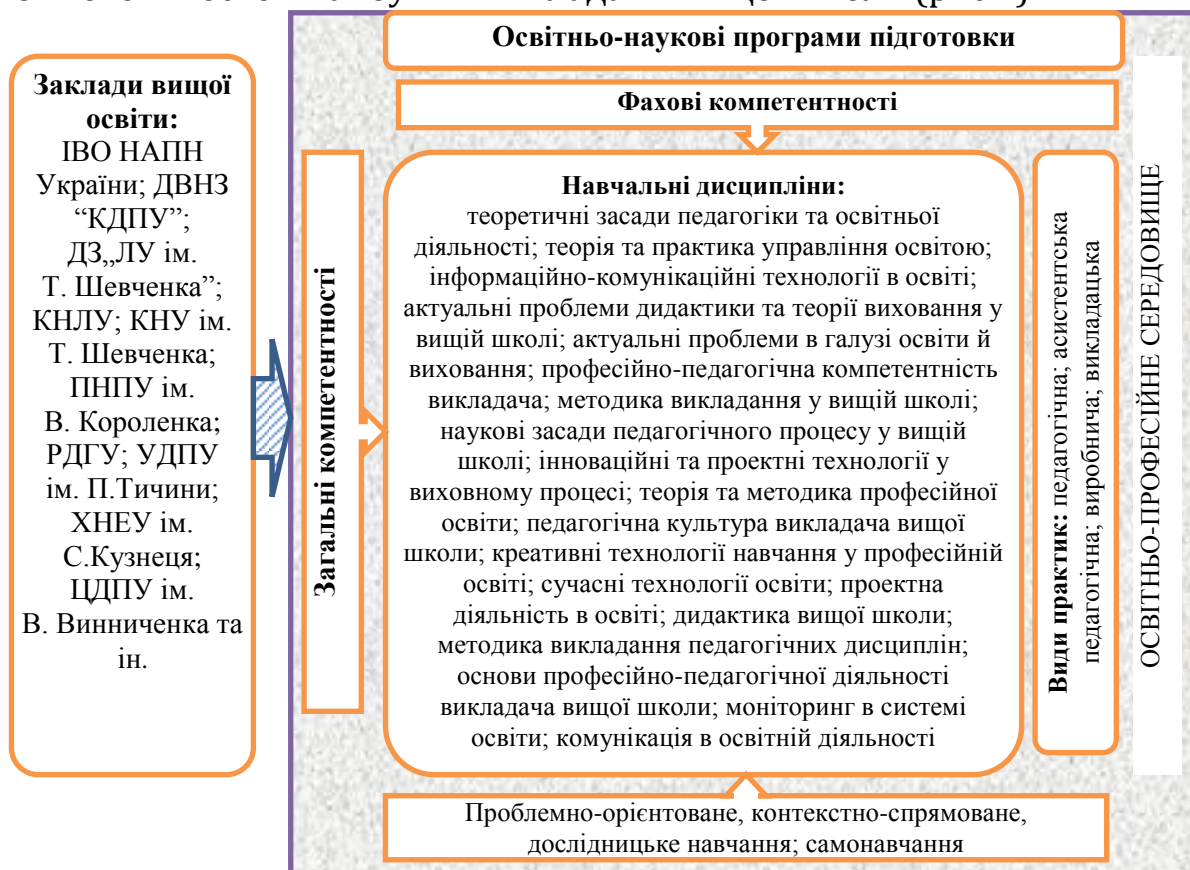 Освітньо-наукові програми підготовки
Фахові компетентності
Заклади вищої
освіти:
ІВО НАПН
України; ДВНЗ
“КДПУ”;
ДЗ„ЛУ ім.
Т. Шевченка”;
КНЛУ; КНУ ім.
Т. Шевченка;
ПНПУ ім.
В. Короленка;
РДГУ; УДПУ
ім. П.Тичини;
ХНЕУ ім.
С.Кузнеця;
ЦДПУ ім.
В. Винниченка та
ін.
Загальні компетентності
Навчальні дисципліни:
теоретичні засади педагогіки та освітньої
діяльності; теорія та практика управління освітою;
інформаційно-комунікаційні технології в освіті;
актуальні проблеми дидактики та теорії виховання у
вищій школі; актуальні проблеми в галузі освіти й
виховання; професійно-педагогічна компетентність
викладача; методика викладання у вищій школі;
наукові засади педагогічного процесу у вищій
школі; інноваційні та проектні технології у
виховному процесі; теорія та методика професійної
освіти; педагогічна культура викладача вищої
школи; креативні технології навчання у професійній
освіті; сучасні технології освіти; проектна
діяльність в освіті; дидактика вищої школи;
методика викладання педагогічних дисциплін;
основи професійно-педагогічної діяльності
викладача вищої школи; моніторинг в системі
освіти; комунікація в освітній діяльності
Види практик: педагогічна; асистентська
педагогічна; виробнича; викладацька
ОСВІТНЬО-ПРОФЕСІЙНЕ СЕРЕДОВИЩЕ
Проблемно-орієнтоване, контекстно-спрямоване,
дослідницьке навчання; самонавчання